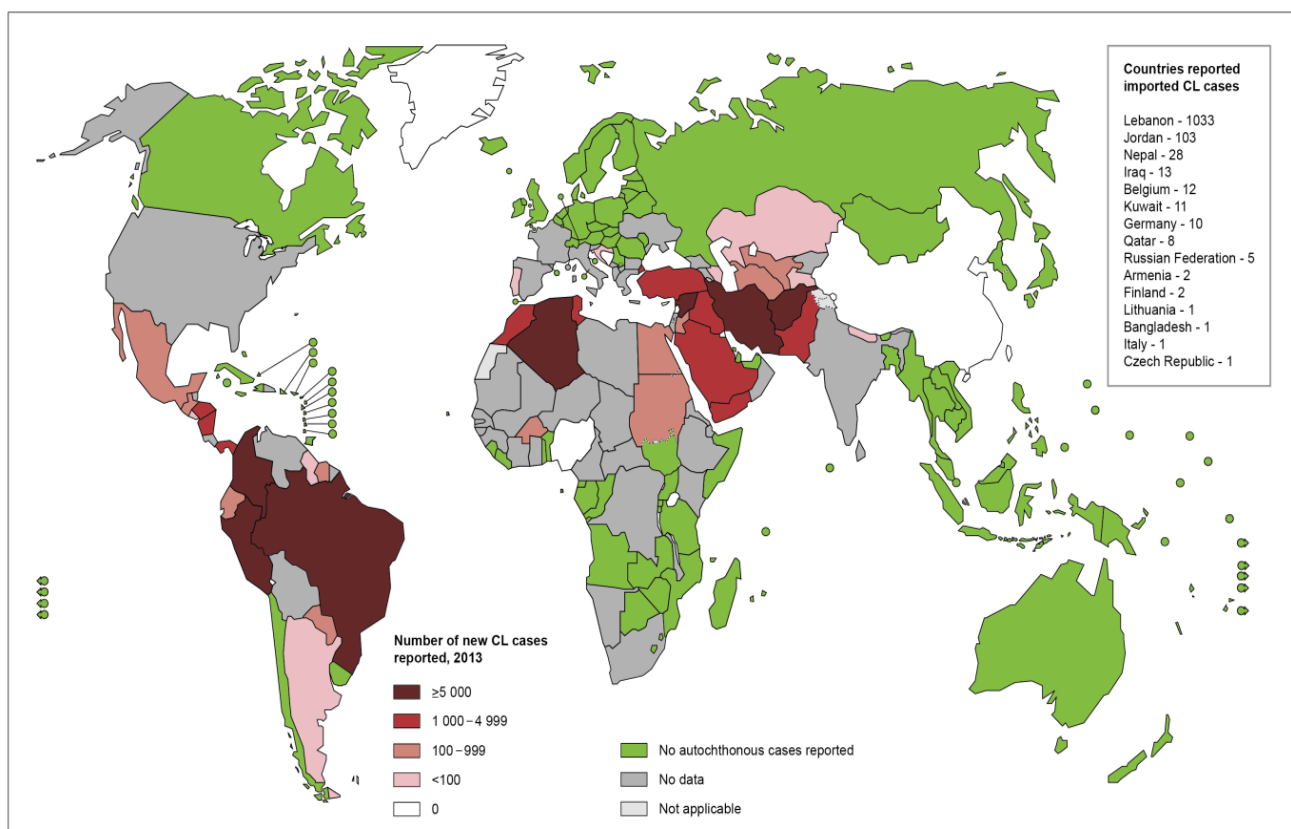 Countries reported
imported CL cases
Lebanon - 1033
Jordan - 103
Nepal - 28
Iraq - 13
Belgium - 12
Kuwait - 11
Germany - 10
Qatar - 8
Russian Federation - 5
Armenia - 2
Finland - 2
Lithuania - 1
Bangladesh - 1
Italy - 1
Czech Republic - 1
Number of new CL cases
reported, 2013
≥5 000
1 000–4 999
100–999
<100
0
No autochthonous cases reported
No data
Not applicable